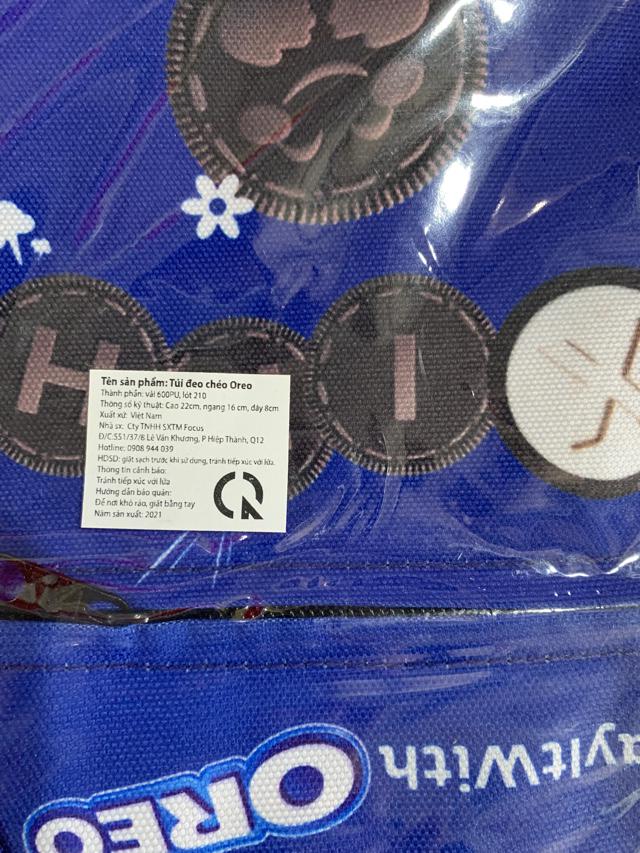 H I
Tên sản phẩm: Túi đeo chéo Oreo
Thành phần: vải 600PU, lót 210
Thông số kỹ thuật: Cao 22cm, ngang 16 cm, đáy 8cm
Xuất xứ: Việt Nam
Nhà sx: Cty TNHH SXTM Focus
Đ/C:551/37/8 Lê Văn Khương, P Hiệp Thành, Q12
Hotline: 0908 944 039
HDSD: giặt sạch trước khi sử dụng, tránh tiếp xúc với lửa.
Thông tin cảnh báo:
Tránh tiếp xúc với lửa
Hướng dẫn bảo quản:
Để nơi khô ráo, giặt bằng tay
Năm sản xuất: 2021
ayItWith
OREO